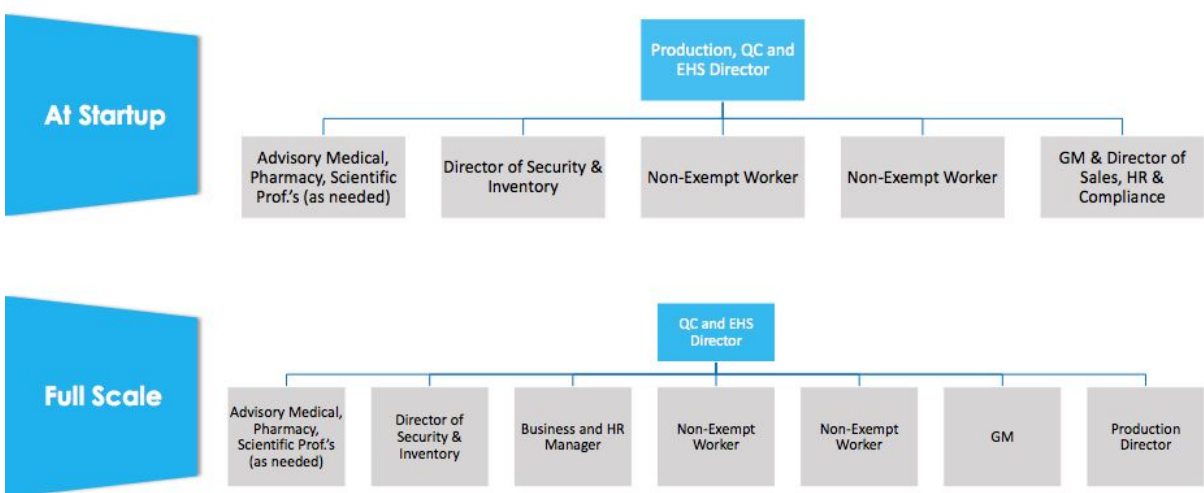 At Startup
Production, QC and
EHS Director
Advisory Medical,
Pharmacy, Scientific
Prof.'s (as needed)
Director of Security &
Inventory
Non-Exempt Worker
Non-Exempt Worker
GM & Director of
Sales, HR &
Compliance
Full Scale
QC and EHS
Director
Advisory Medical,
Pharmacy,
Scientific Prof.'s
(as needed)
Director of
Security &
Inventory
Business and HR
Manager
Non-Exempt
Worker
Non-Exempt
Worker
GM
Production
Director